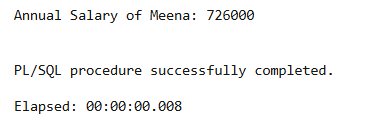 Annual Salary of Meena: 726000
PL/SQL procedure successfully completed.
Elapsed: 00:00:00.008